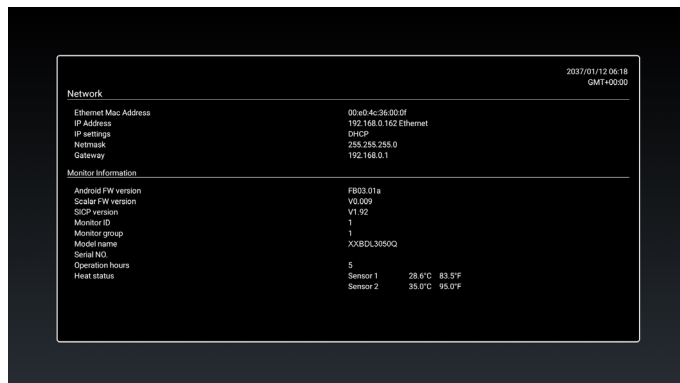 2037/01/12 06:18
GMT+00:00
Network
Ethernet Mac Address 00:e0:4c:36:00:0f
IP Address 192.168.0.162 Ethernet
IP settings DHCP
Netmask 255.255.255.0
Gateway 192.168.0.1
Monitor Information
Android FW version FB03.01a
Scalar FW version V0.009
SICP version V1.92
Monitor ID 1
Monitor group 1
Model name XXBDL3050Q
Serial NO.
Operation hours 5
Heat status Sensor 1 28.6°C 83.5°F
Sensor 2 35.0°C 95.0°F